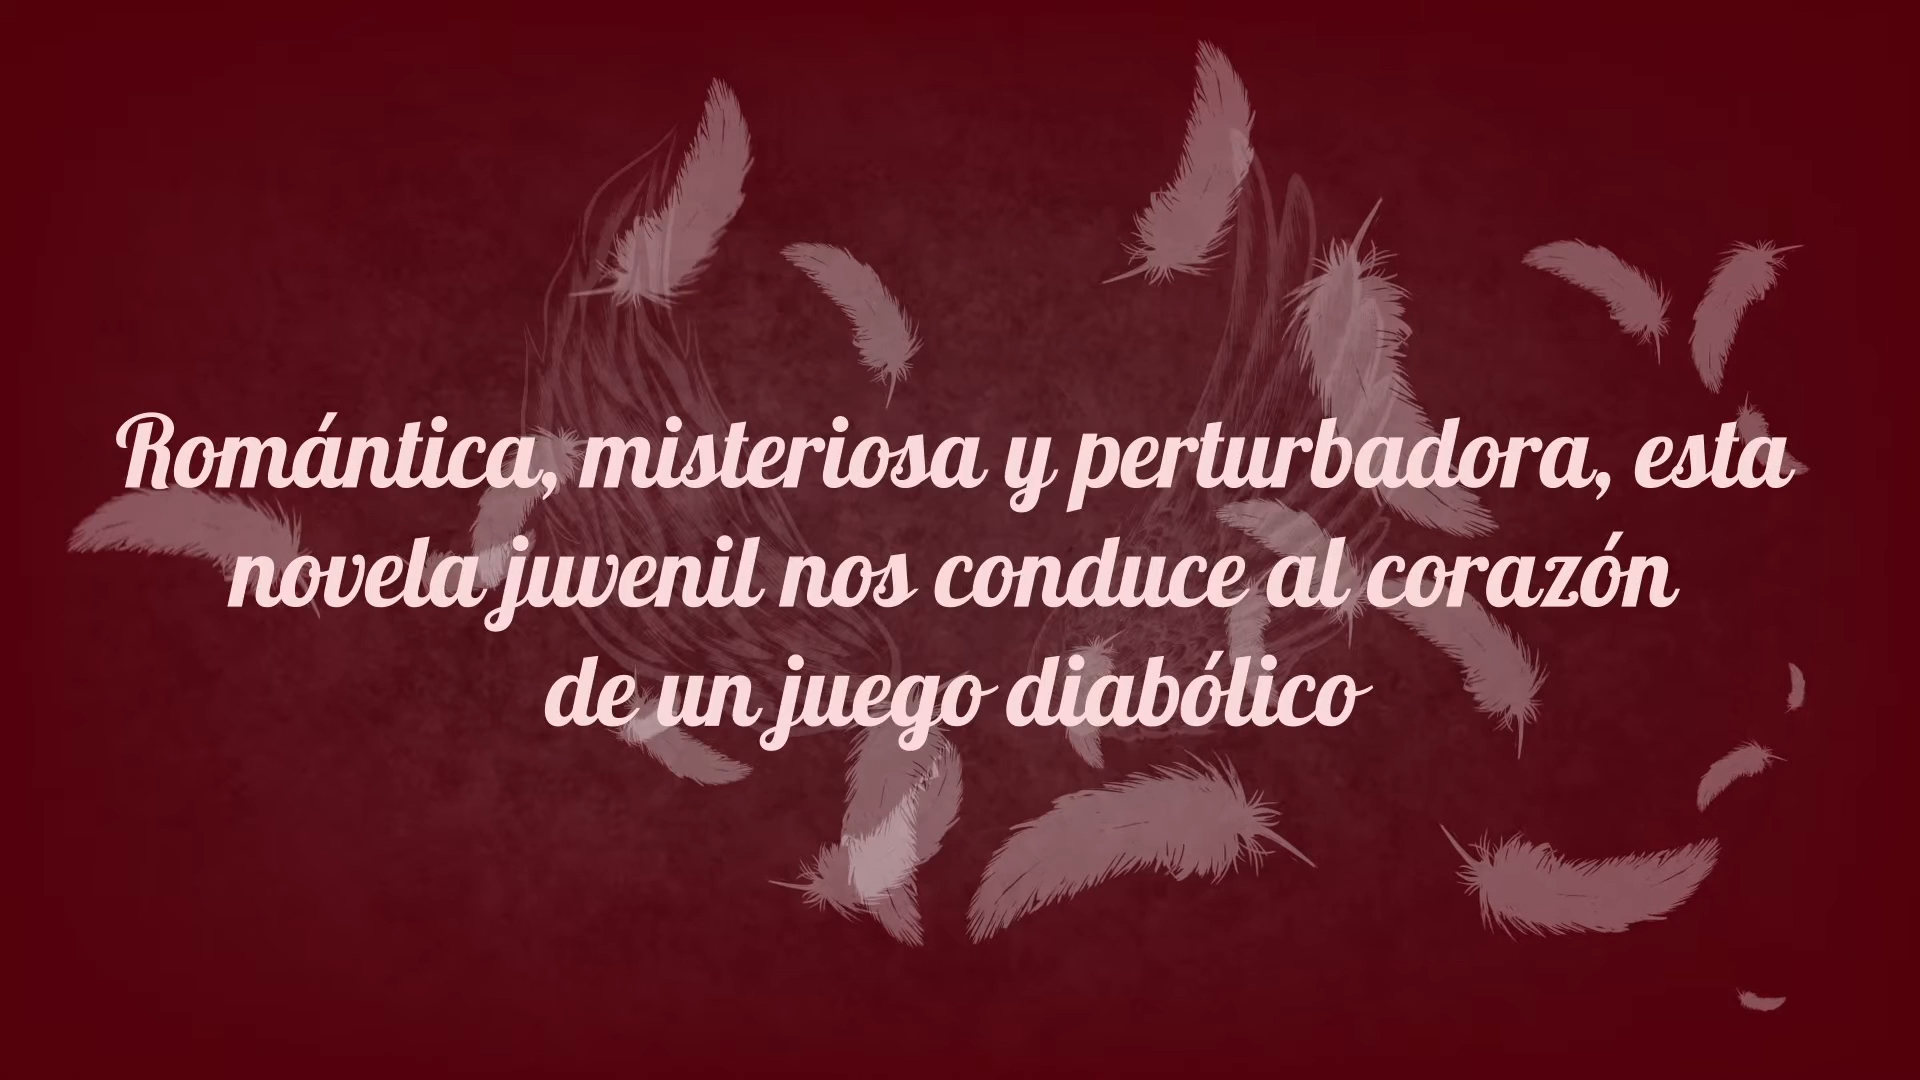 Romántica, misteriosa y perturbadora, esta
novela juvenil nos conduce al corazón
de un juego diabólico